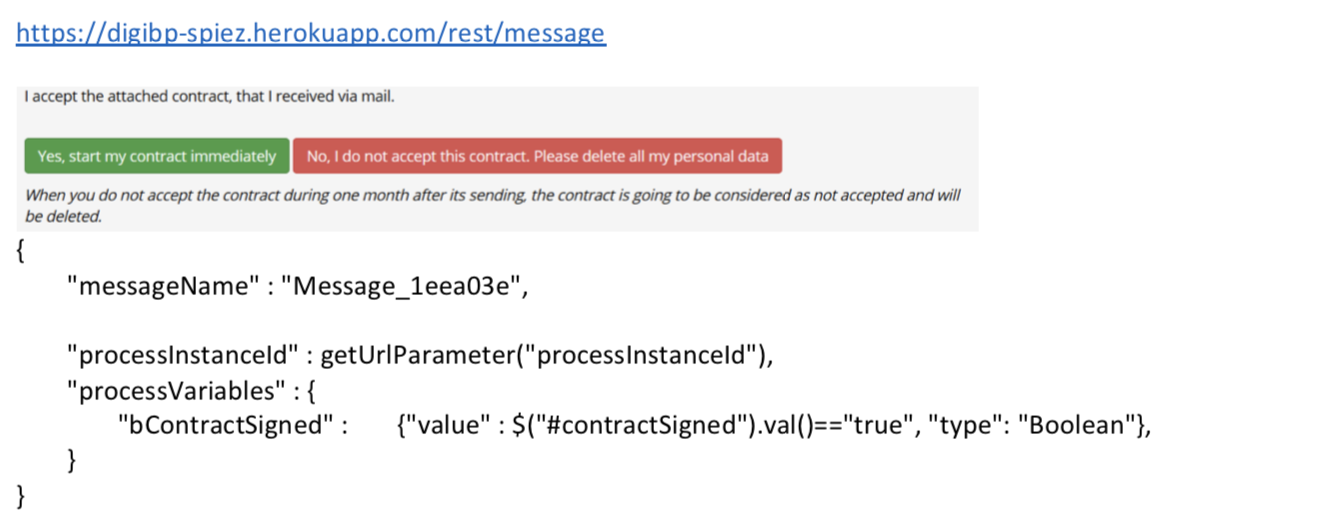 https://digibp-spiez.herokuapp.com/rest/message
I accept the attached contract, that I received via mail.
Yes, start my contract immediately No, I do not accept this contract. Please delete all my personal data
When you do not accept the contract during one month after its sending, the contract is going to be considered as not accepted and will
be deleted.
{
"messageName" : "Message_1eea03e",
"processInstanceId" : getUrlParameter("processInstanceId"),
"processVariables" : {
"bContractSigned" : {"value" : $("#contractSigned").val()=="true", "type": "Boolean"},
}
}